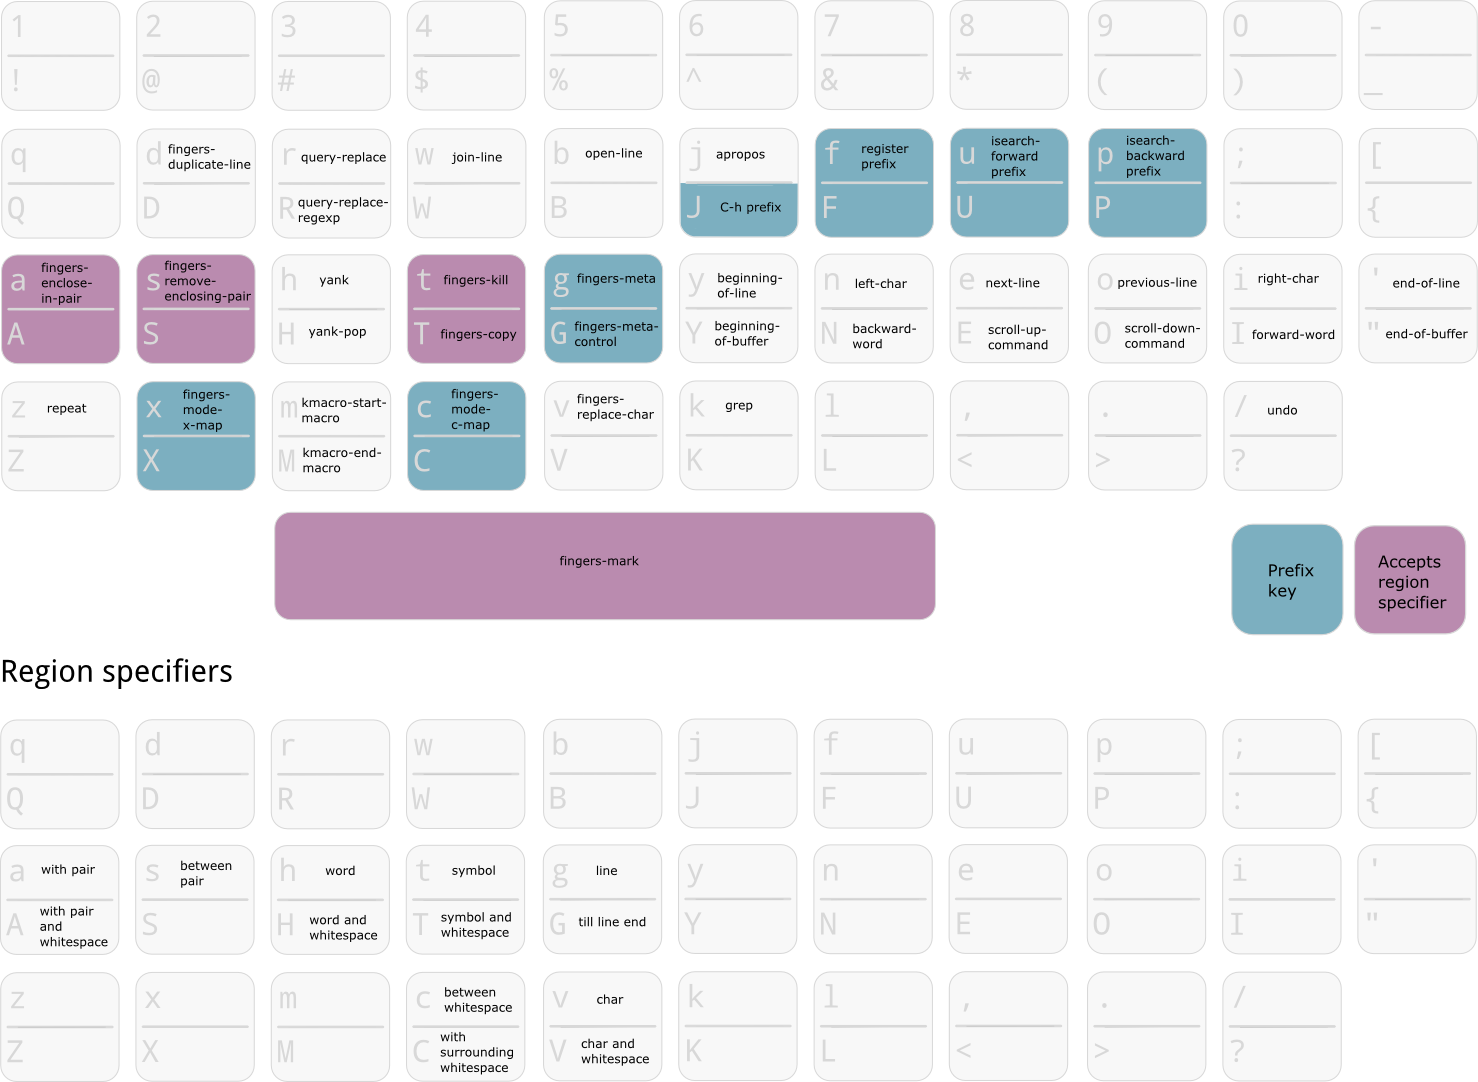 1 2 3 4 5 6 7 8 9 0 -
! @ # $ % ^ & * ( ) _
q
Q
d fingers-
duplicate-line
D
r query-replace
R query-replace-
regexp
w join-line
W
b open-line
B
j apropos
J C-h prefix
f register
prefix
F
u isearch-
forward
prefix
U
p isearch-
backward
prefix
P
;
:
[
{
a fingers-
enclose-
in-pair
A
s fingers-
remove-
enclosing-pair
S
h yank
H yank-pop
t fingers-kill
T fingers-copy
g fingers-meta
G fingers-meta-
control
y beginning-
of-line
Y beginning-
of-buffer
n left-char
N backward-
word
e next-line
E scroll-up-
command
o previous-line
O scroll-down-
command
i right-char
I forward-word
' end-of-line
" end-of-buffer
z repeat
Z
x fingers-
mode-
x-map
X
m kmacro-start-
macro
M kmacro-end-
macro
c fingers-
mode-
c-map
C
v fingers-
replace-char
V
k grep
K
l
L
,
<
.
>
/ undo
?
fingers-mark
Prefix
key
Accepts
region
specifier
Region specifiers
q d r w b j f u p ; [
Q D R W B J F U P : {
a with pair
A with pair
and
whitespace
s between
pair
S
h word
H word and
whitespace
t symbol
T symbol and
whitespace
g line
G till line end
y
Y
n
N
e
E
o
O
i
I
'
"
z
Z
x
X
m
M
c between
whitespace
C with
surrounding
whitespace
v char
V char and
whitespace
k
K
l
L
,
<
.
>
/
?